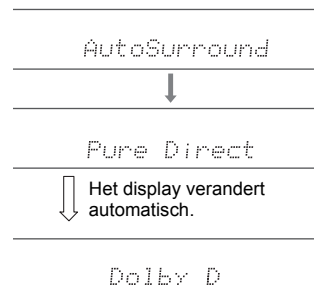 AutoSurround
Pure Direct
Het display verandert
automatisch.
Dolby D